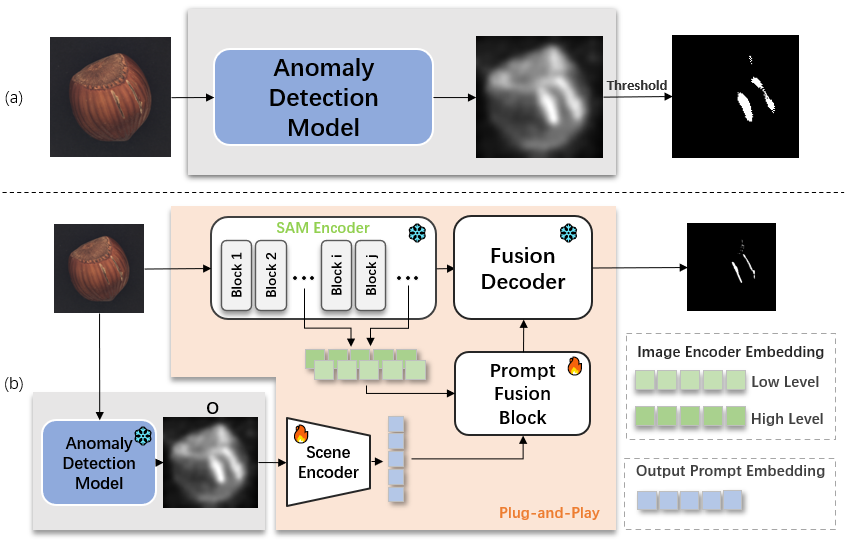 (a)
Anomaly
Detection
Model
Threshold
(b)
SAM Encoder
Block 1
Block 2
...
Block i
Block j
...
Fusion
Decoder
Prompt
Fusion
Block
O
Anomaly
Detection
Model
Scene
Encoder
Plug-and-Play
Image Encoder Embedding
Low Level
High Level
Output Prompt Embedding